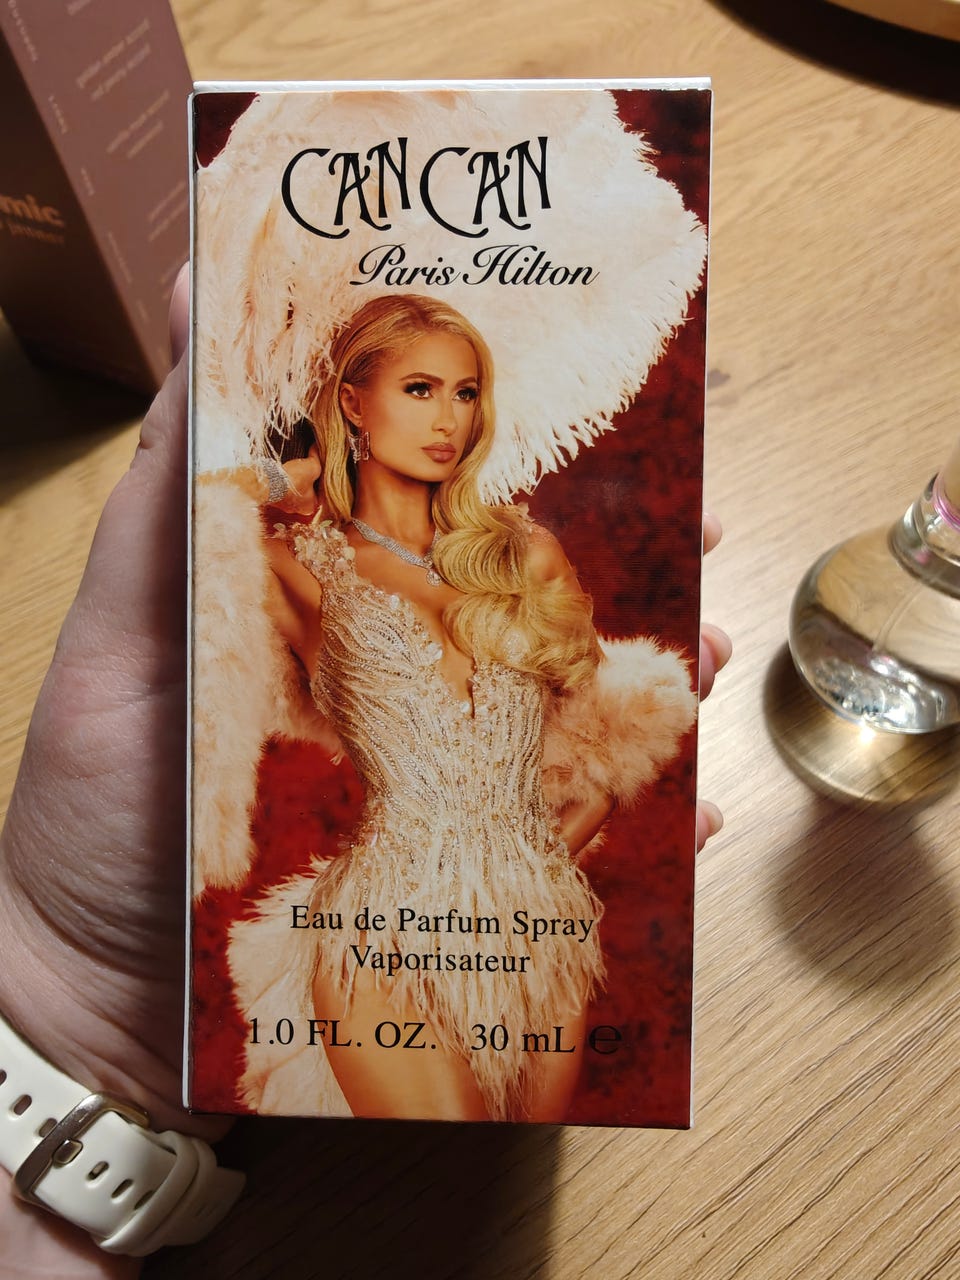 CAN CAN
Paris Hilton
Eau de Parfum Spray
Vaporisateur
1.0 FL. OZ. 30 mL ℮